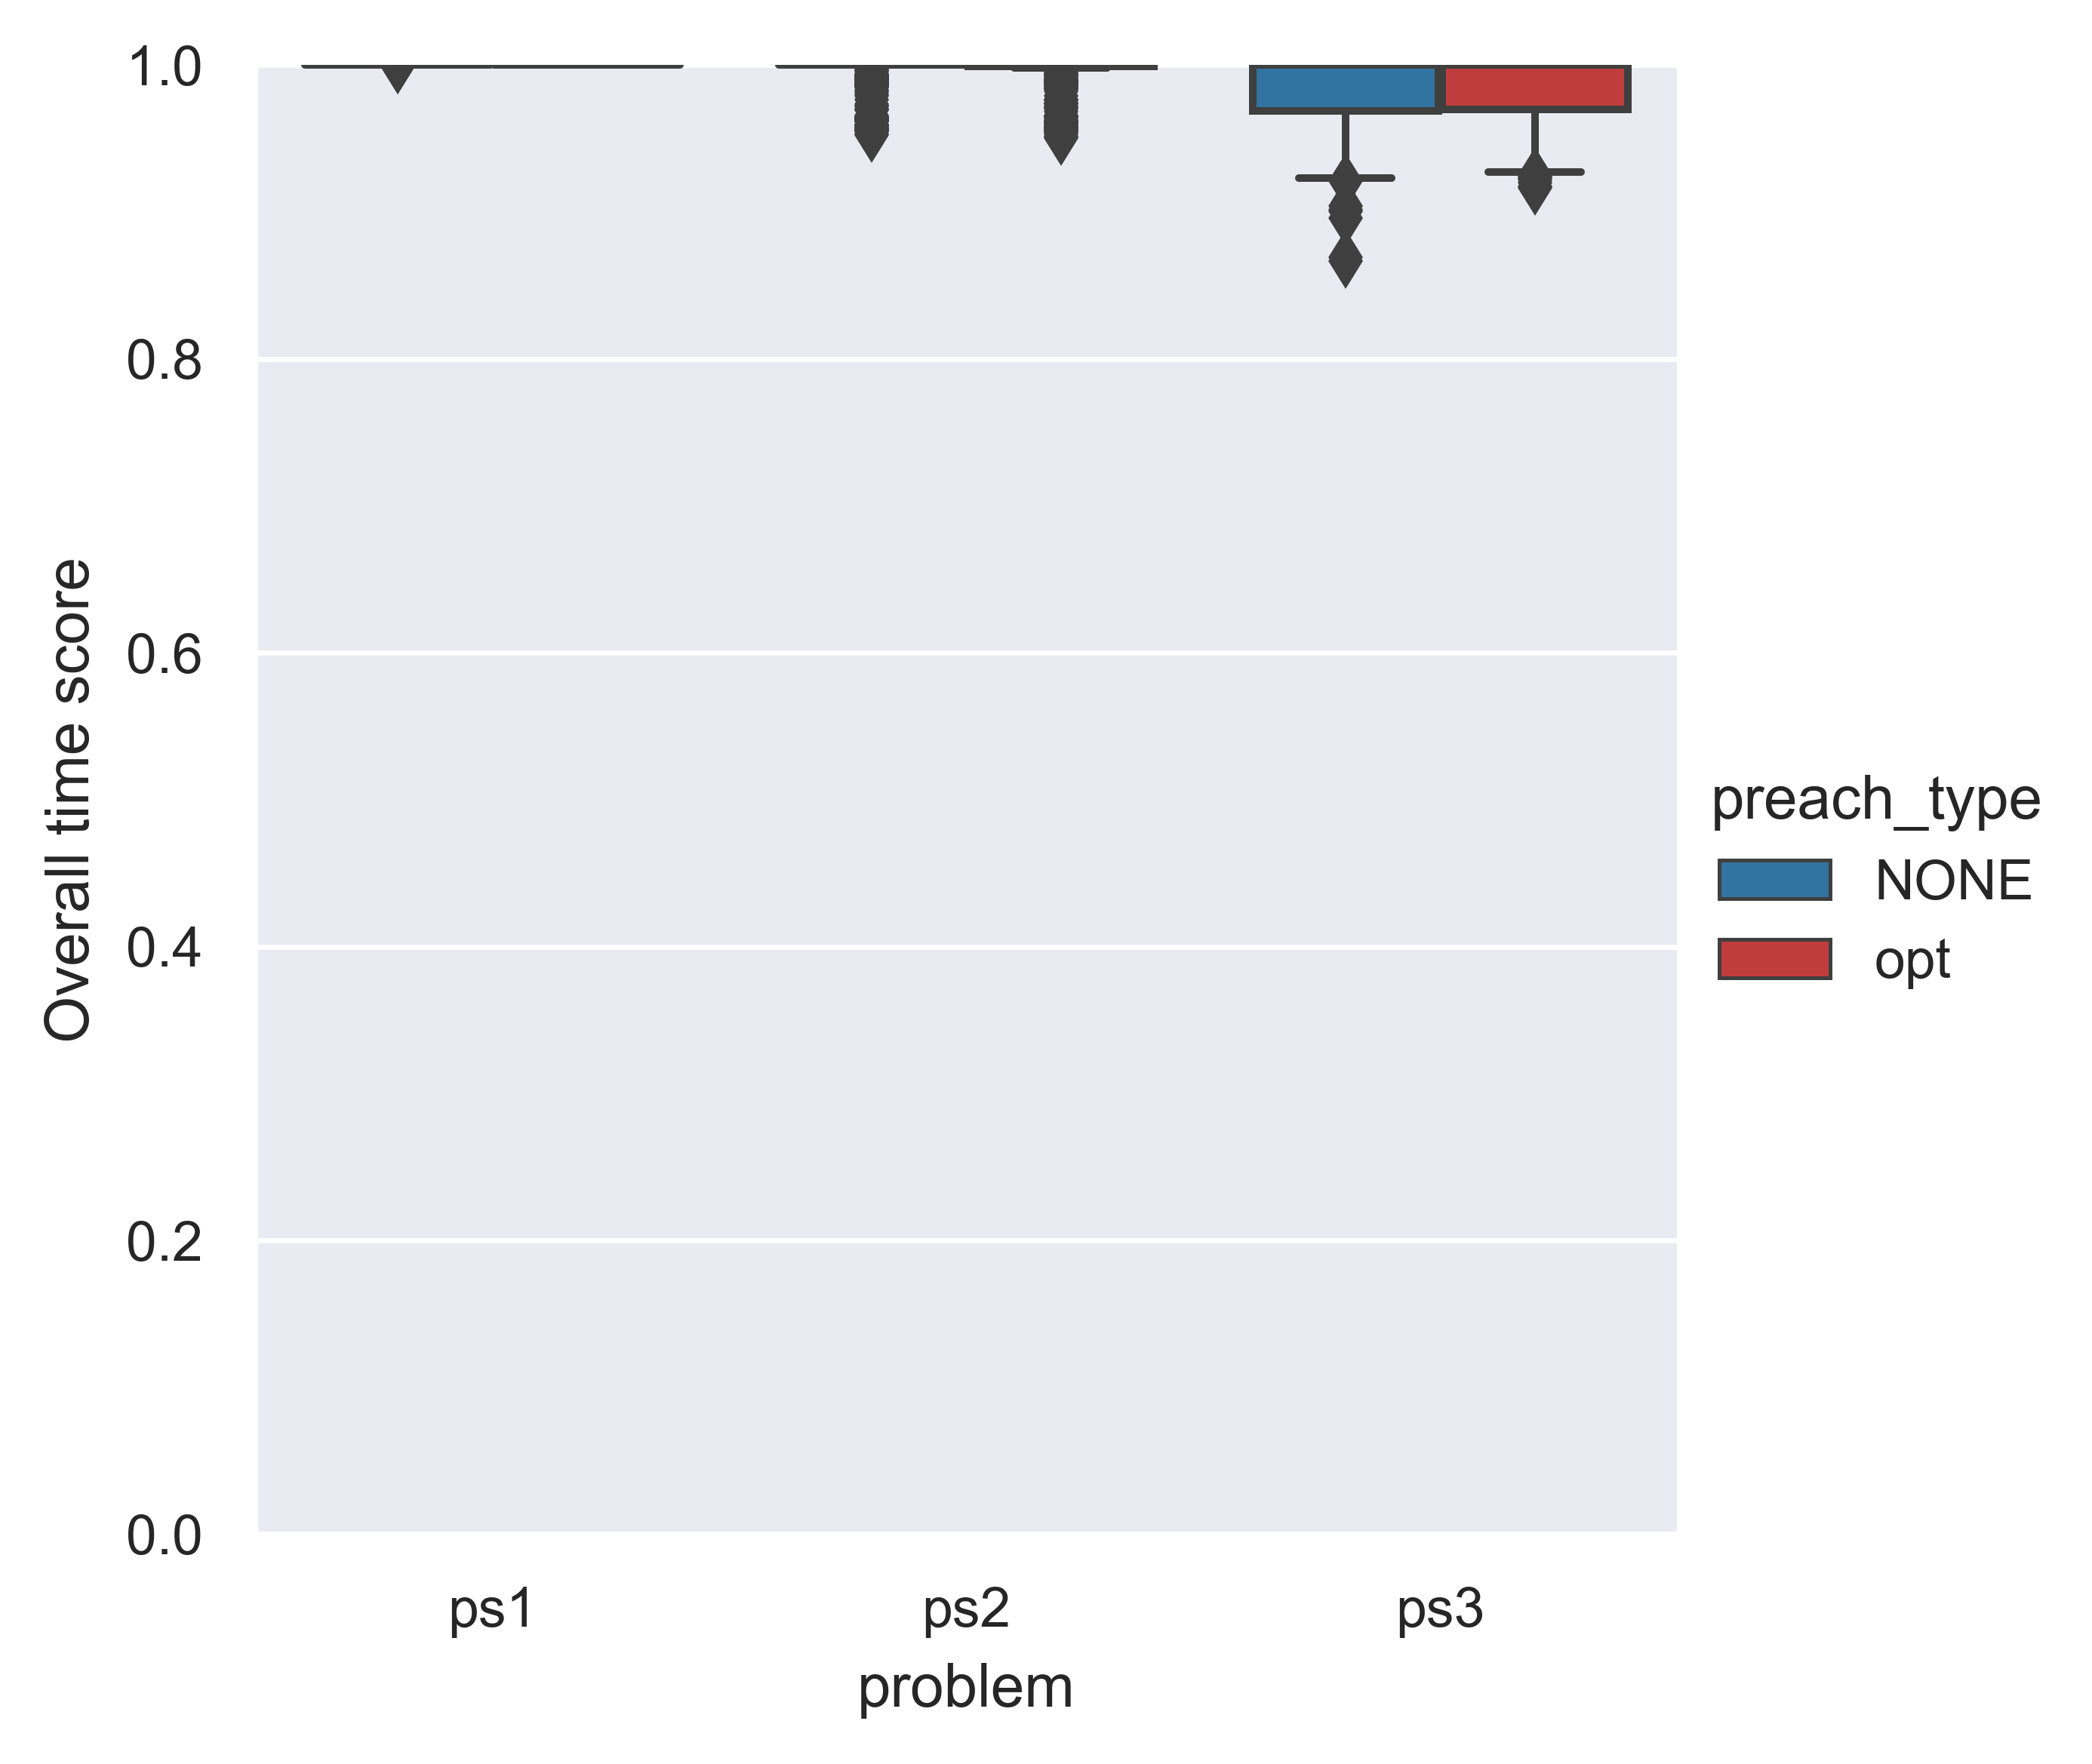 1.0
0.8
0.6
0.4
0.2
0.0
Overall time score
ps1
ps2
ps3
problem
preach_type
NONE
opt